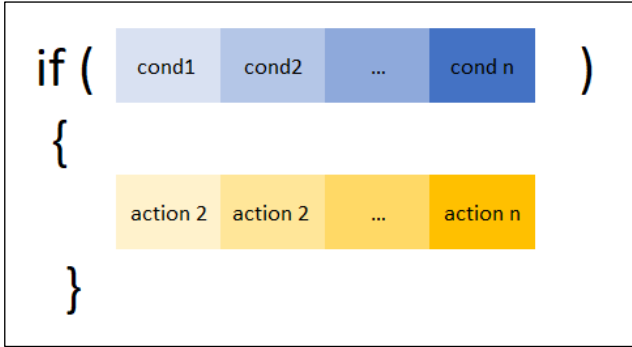 if ( cond1 cond2 ... cond n )
{
action 2 action 2 ... action n
}